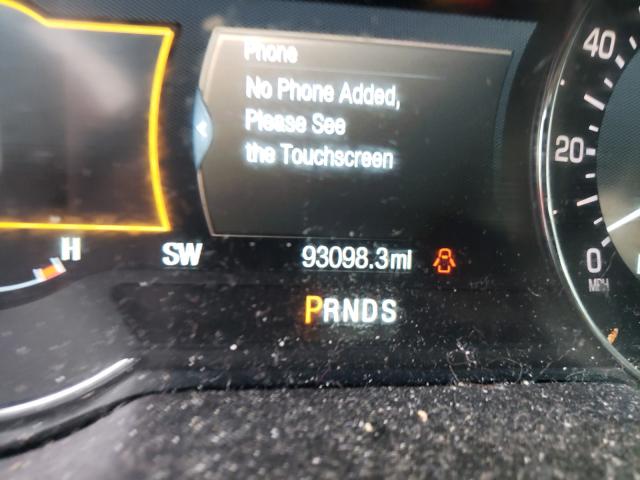 Phone
No Phone Added,
Please See
the Touchscreen
H
SW
93098.3mi
PRNDS
40
20
0
MPH